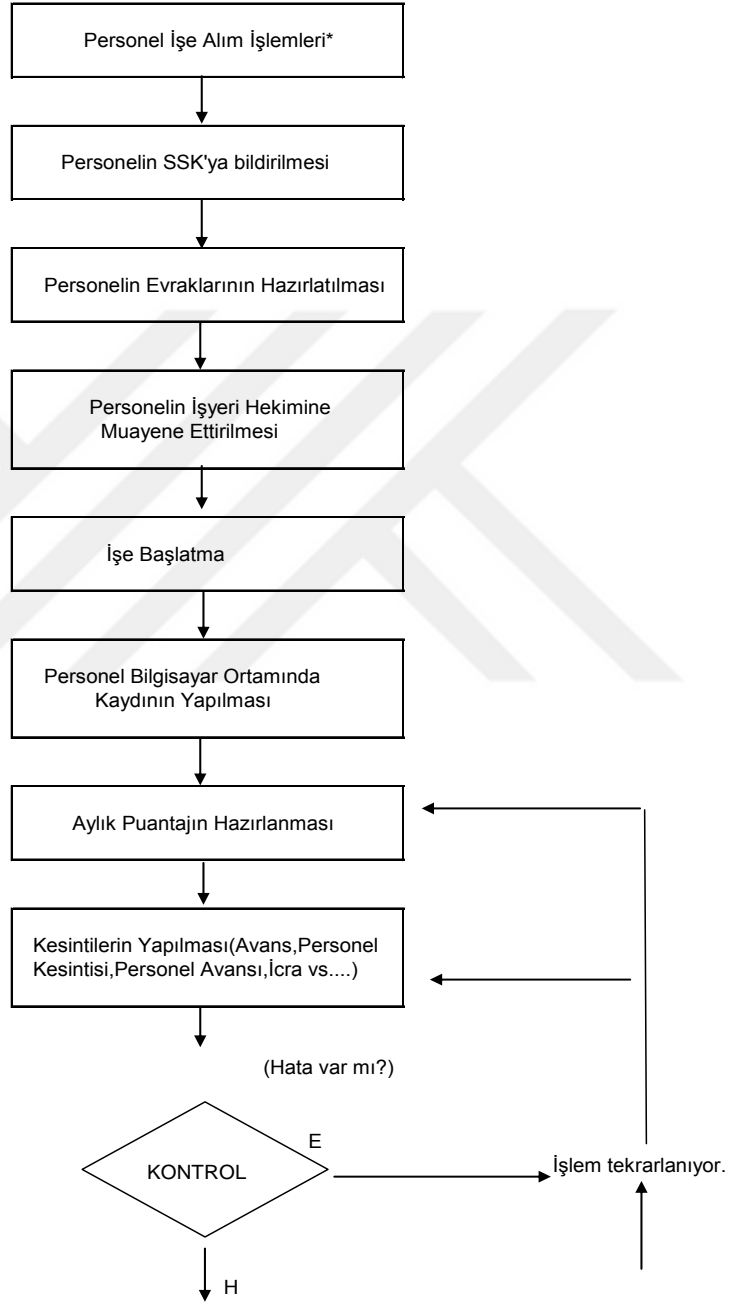 Personel İşe Alım İşlemleri*
Personelin SSK'ya bildirilmesi
Personelin Evraklarının Hazırlatılması
Personelin İşyeri Hekimine
Muayene Ettirilmesi
İşe Başlatma
Personel Bilgisayar Ortamında
Kaydının Yapılması
Aylık Puantajın Hazırlanması
Kesintilerin Yapılması(Avans,Personel
Kesintisi,Personel Avansı,İcra vs....)
(Hata var mı?)
E
KONTROL
İşlem tekrarlanıyor.
H